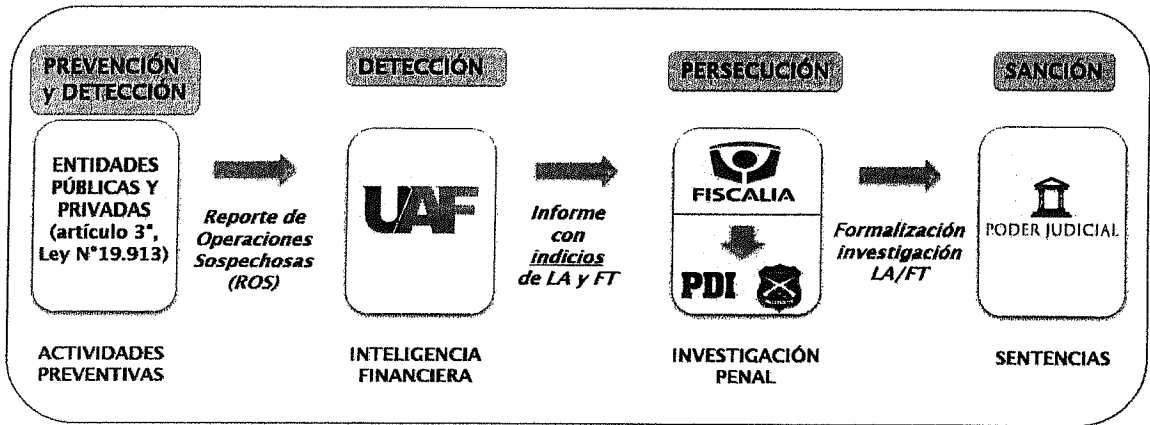 PREVENCIÓN
y DETECCIÓN
ENTIDADES
PÚBLICAS Y
PRIVADAS
(artículo 3°,
Ley N°19.913)
ACTIVIDADES
PREVENTIVAS
Reporte de
Operaciones
Sospechosas
(ROS)
DETECCIÓN
UAF
INTELIGENCIA
FINANCIERA
Informe
con
indicios
de LA y FT
PERSECUCIÓN
FISCALIA
PDI
INVESTIGACIÓN
PENAL
Formalización
investigación
LA/FT
SANCIÓN
PODER JUDICIAL
SENTENCIAS